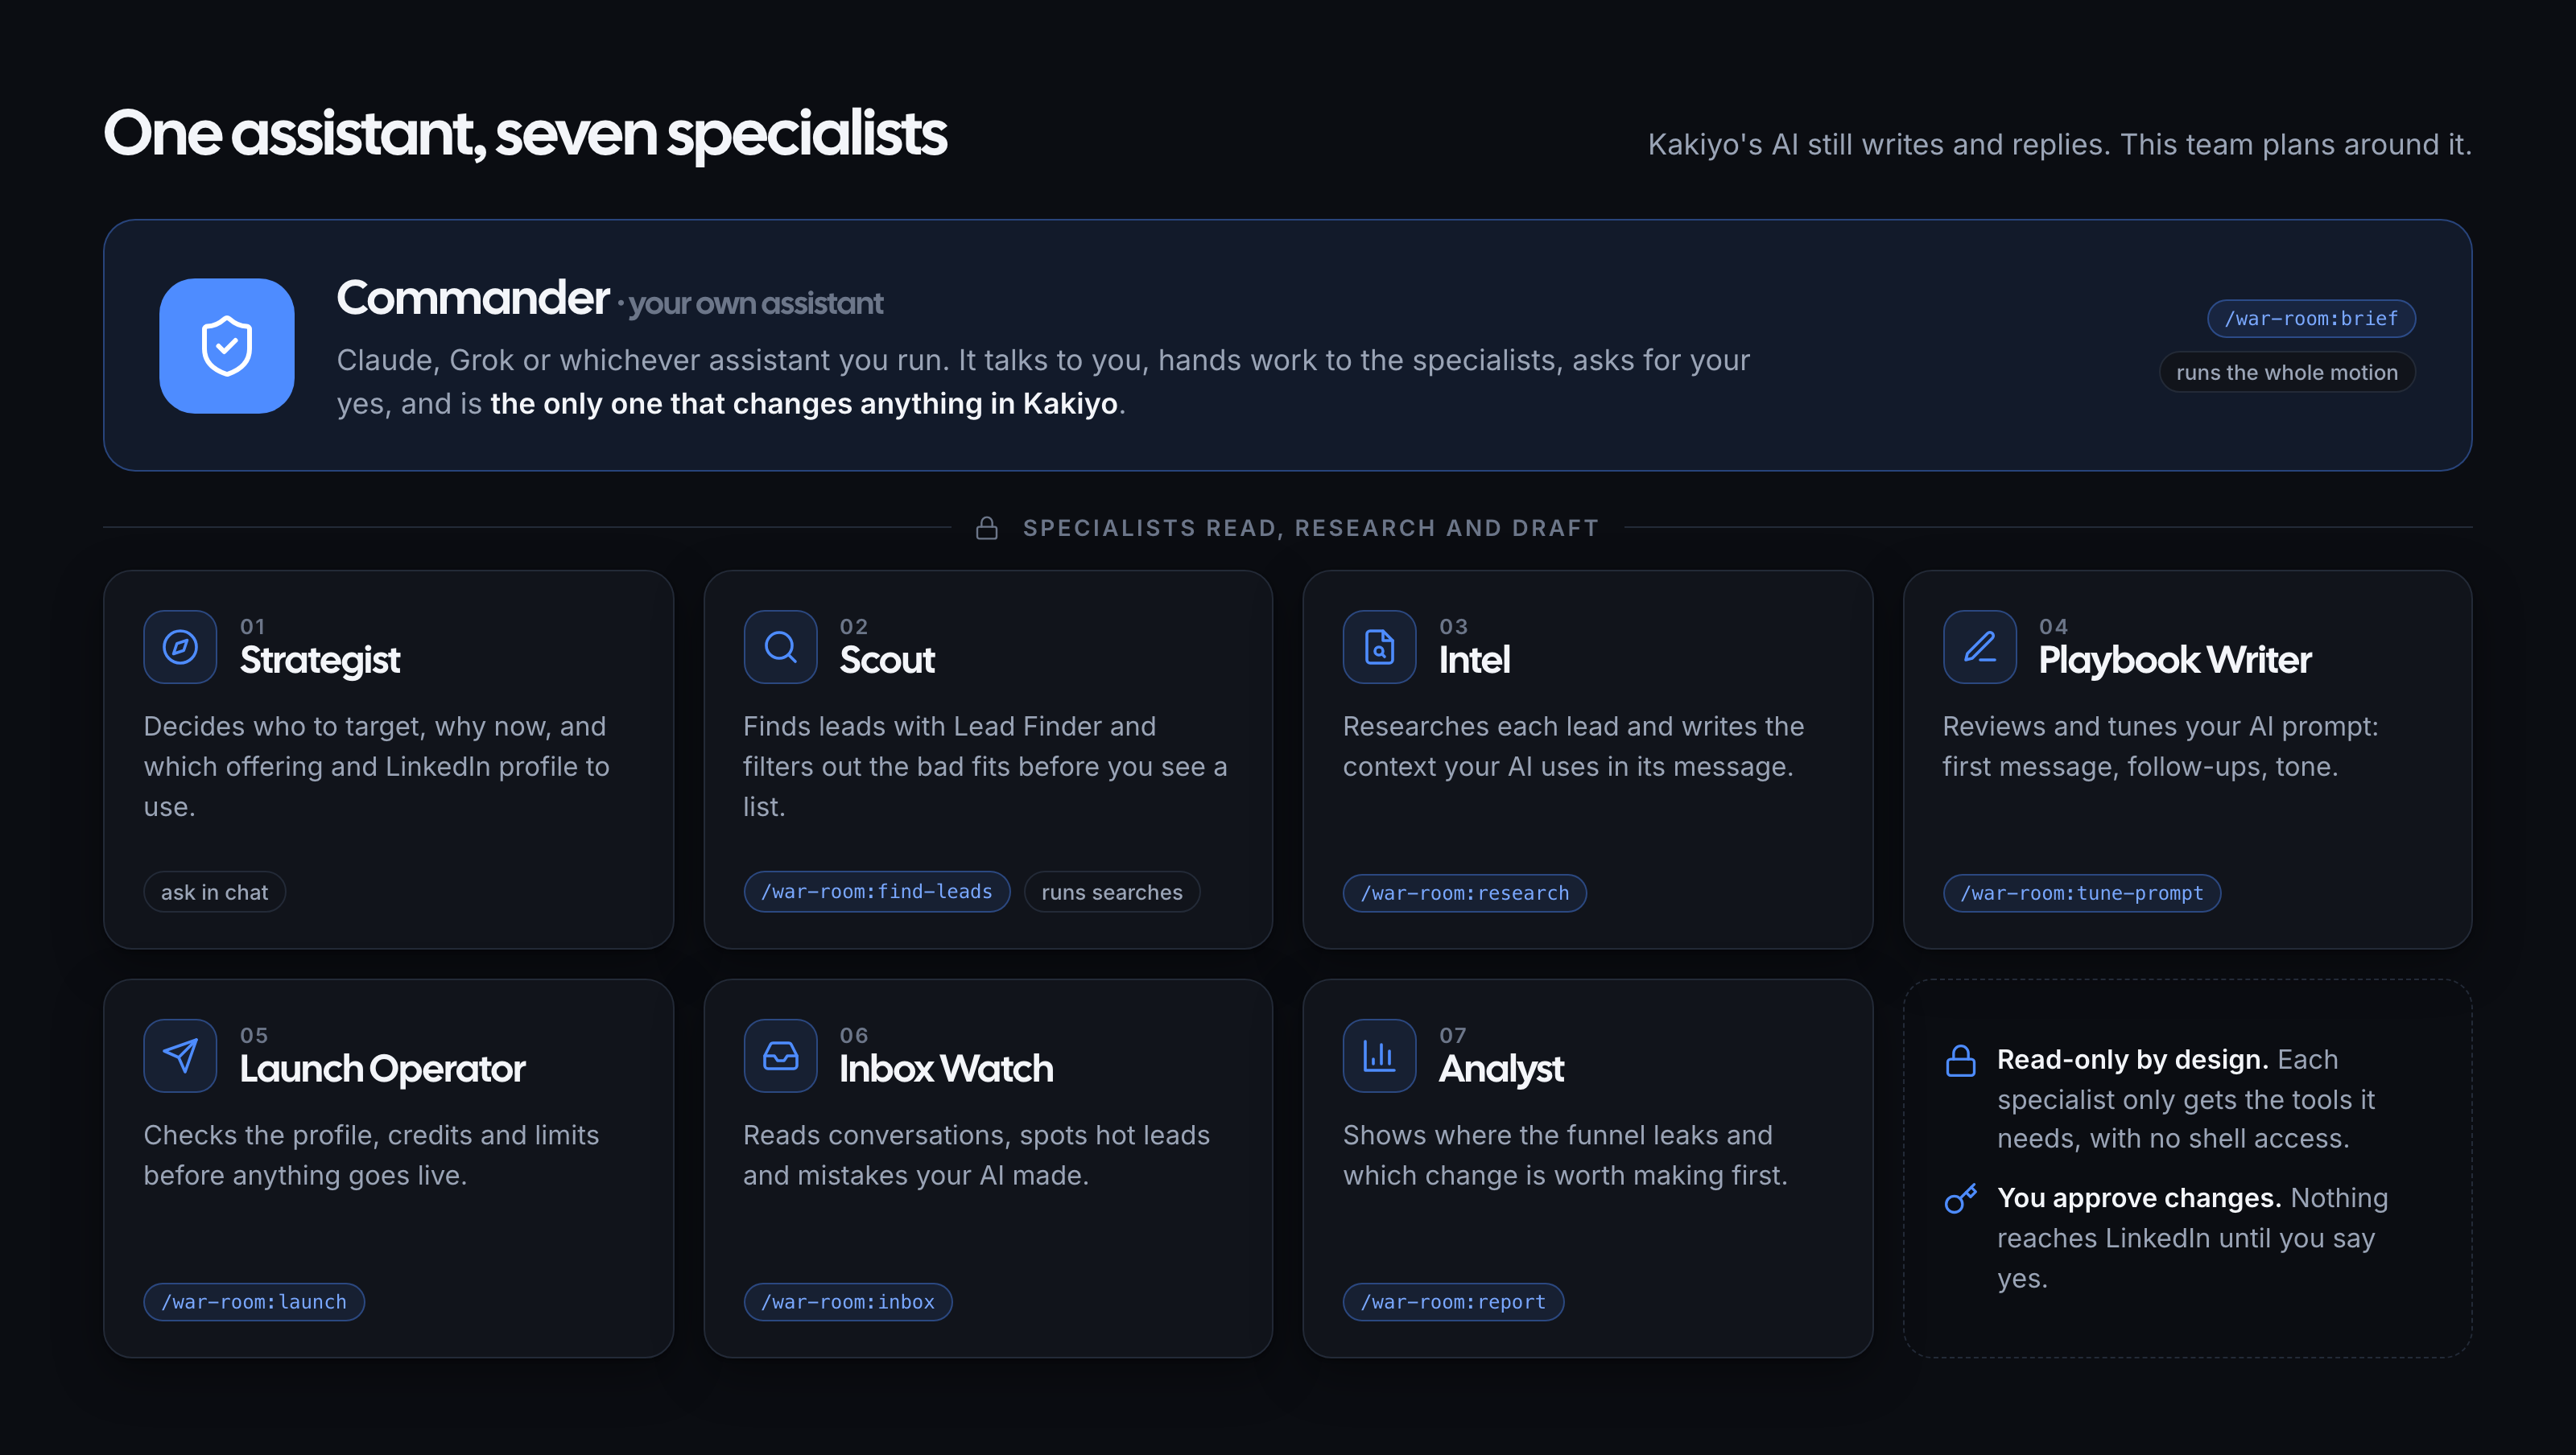 One assistant, seven specialists
Kakiyo's AI still writes and replies. This team plans around it.
Commander · your own assistant
Claude, Grok or whichever assistant you run. It talks to you, hands work to the specialists, asks for your
yes, and is the only one that changes anything in Kakiyo.
/war-room:brief
runs the whole motion
SPECIALISTS READ, RESEARCH AND DRAFT
01
Strategist
Decides who to target, why now, and
which offering and LinkedIn profile to
use.
ask in chat
02
Scout
Finds leads with Lead Finder and
filters out the bad fits before you see a
list.
/war-room:find-leads
runs searches
03
Intel
Researches each lead and writes the
context your AI uses in its message.
/war-room:research
04
Playbook Writer
Reviews and tunes your AI prompt:
first message, follow-ups, tone.
/war-room:tune-prompt
05
Launch Operator
Checks the profile, credits and limits
before anything goes live.
/war-room:launch
06
Inbox Watch
Reads conversations, spots hot leads
and mistakes your AI made.
/war-room:inbox
07
Analyst
Shows where the funnel leaks and
which change is worth making first.
/war-room:report
Read-only by design. Each
specialist only gets the tools it
needs, with no shell access.
You approve changes. Nothing
reaches LinkedIn until you say
yes.